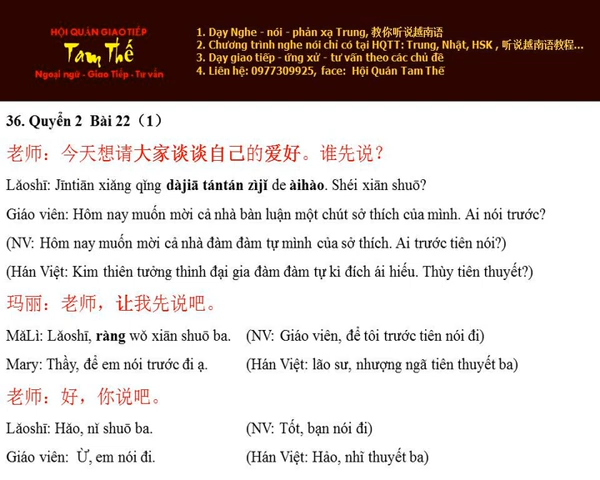 HỘI QUÁN GIAO TIẾP
Tam Thế
Ngoại ngữ - Giao Tiếp - Tư vấn
1. Dạy Nghe - nói - phản xạ Trung, 教你听说越南语
2. Chương trình nghe nói chỉ có tại HQTT: Trung, Nhật, HSK , 听说越南语教程...
3. Dạy giao tiếp - ứng xử - tư vấn theo các chủ đề
4. Liên hệ: 0977309925, face:  Hội Quán Tam Thế
36. Quyển 2  Bài 22（1）
老师：今天想请大家谈谈自己的爱好。谁先说？
Lǎoshī: Jīntiān xiǎng qǐng dàjiā tántán zìjǐ de àihào. Shéi xiān shuō?
Giáo viên: Hôm nay muốn mời cả nhà bàn luận một chút sở thích của mình. Ai nói trước?
(NV: Hôm nay muốn mời cả nhà đàm đàm tự mình của sở thích. Ai trước tiên nói?)
(Hán Việt: Kim thiên tưởng thỉnh đại gia đàm đàm tự kỉ đích ái hiếu. Thùy tiên thuyết?)
玛丽：老师，让我先说吧。
MǎLì: Lǎoshī, ràng wǒ xiān shuō ba.   (NV: Giáo viên, để tôi trước tiên nói đi)
Mary: Thầy, để em nói trước đi ạ.   (Hán Việt: lão sư, nhượng ngã tiên thuyết ba)
老师：好，你说吧。
Lǎoshī: Hǎo, nǐ shuō ba.   (NV: Tốt, bạn nói đi)
Giáo viên:  Ừ, em nói đi.   (Hán Việt: Hảo, nhĩ thuyết ba)